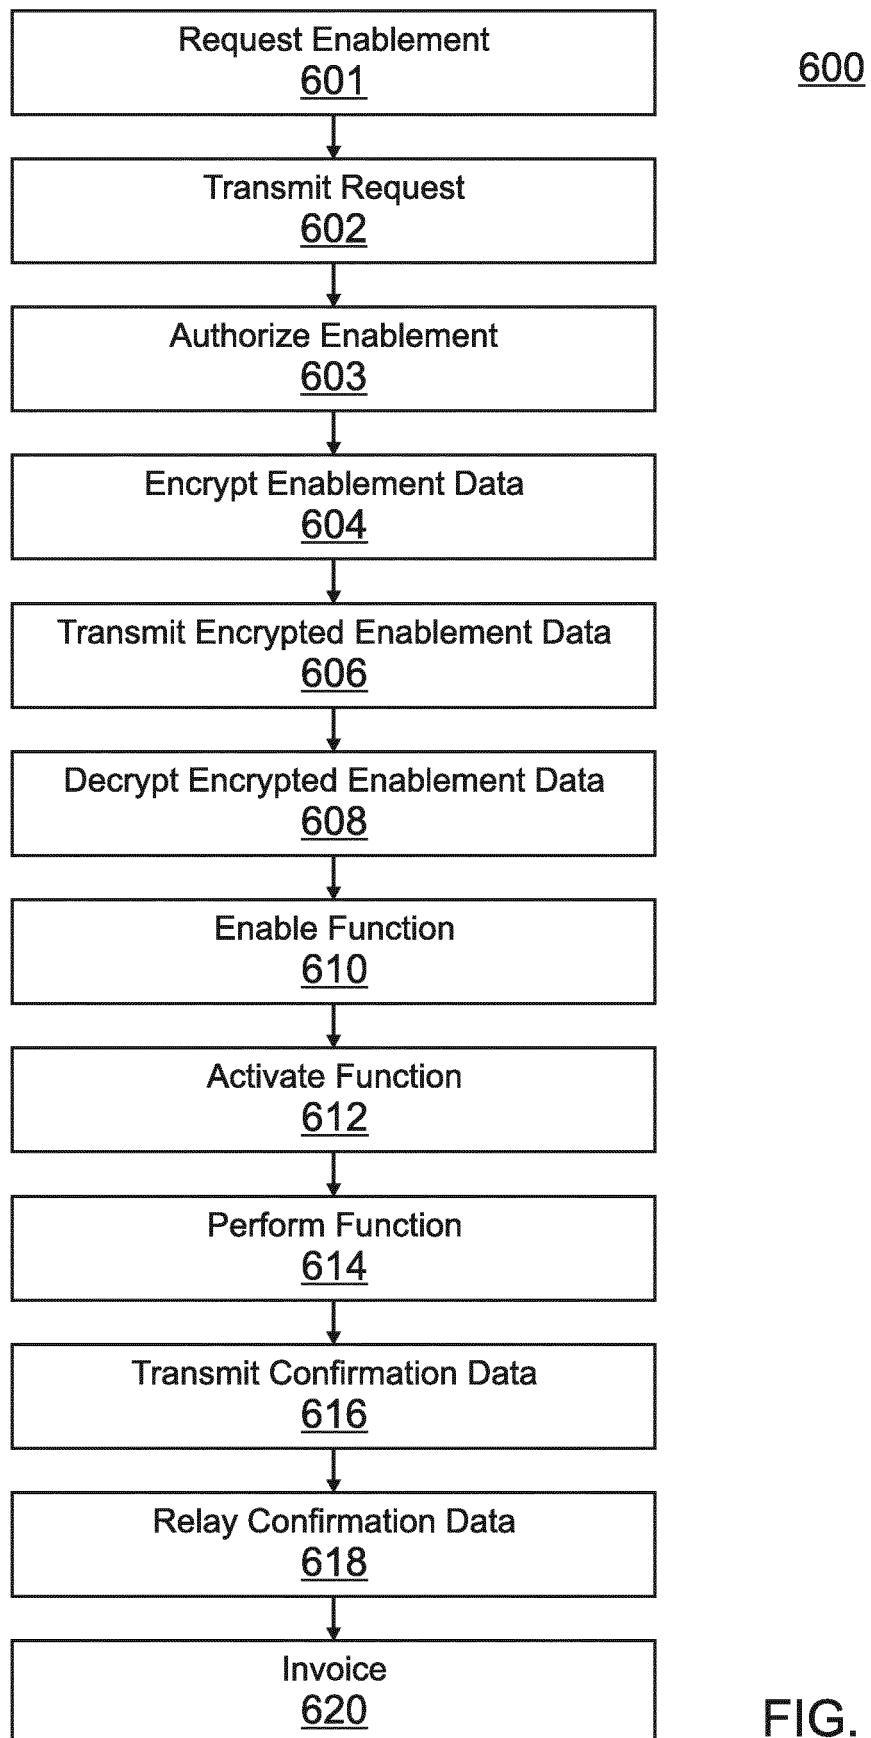 Request Enablement
601
600
Transmit Request
602
Authorize Enablement
603
Encrypt Enablement Data
604
Transmit Encrypted Enablement Data
606
Decrypt Encrypted Enablement Data
608
Enable Function
610
Activate Function
612
Perform Function
614
Transmit Confirmation Data
616
Relay Confirmation Data
618
Invoice
620
FIG.